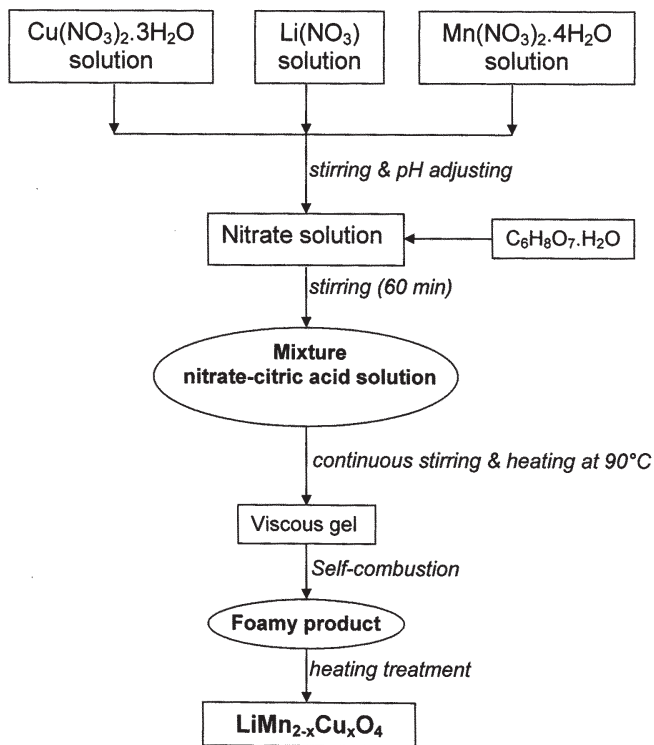 Cu(NO₃)₂.3H₂O
solution
Li(NO₃)
solution
Mn(NO₃)₂.4H₂O
solution
stirring & pH adjusting
Nitrate solution
C₆H₈O₇.H₂O
stirring (60 min)
Mixture
nitrate-citric acid solution
continuous stirring & heating at 90°C
Viscous gel
Self-combustion
Foamy product
heating treatment
LiMn₂₋ₓCuₓO₄